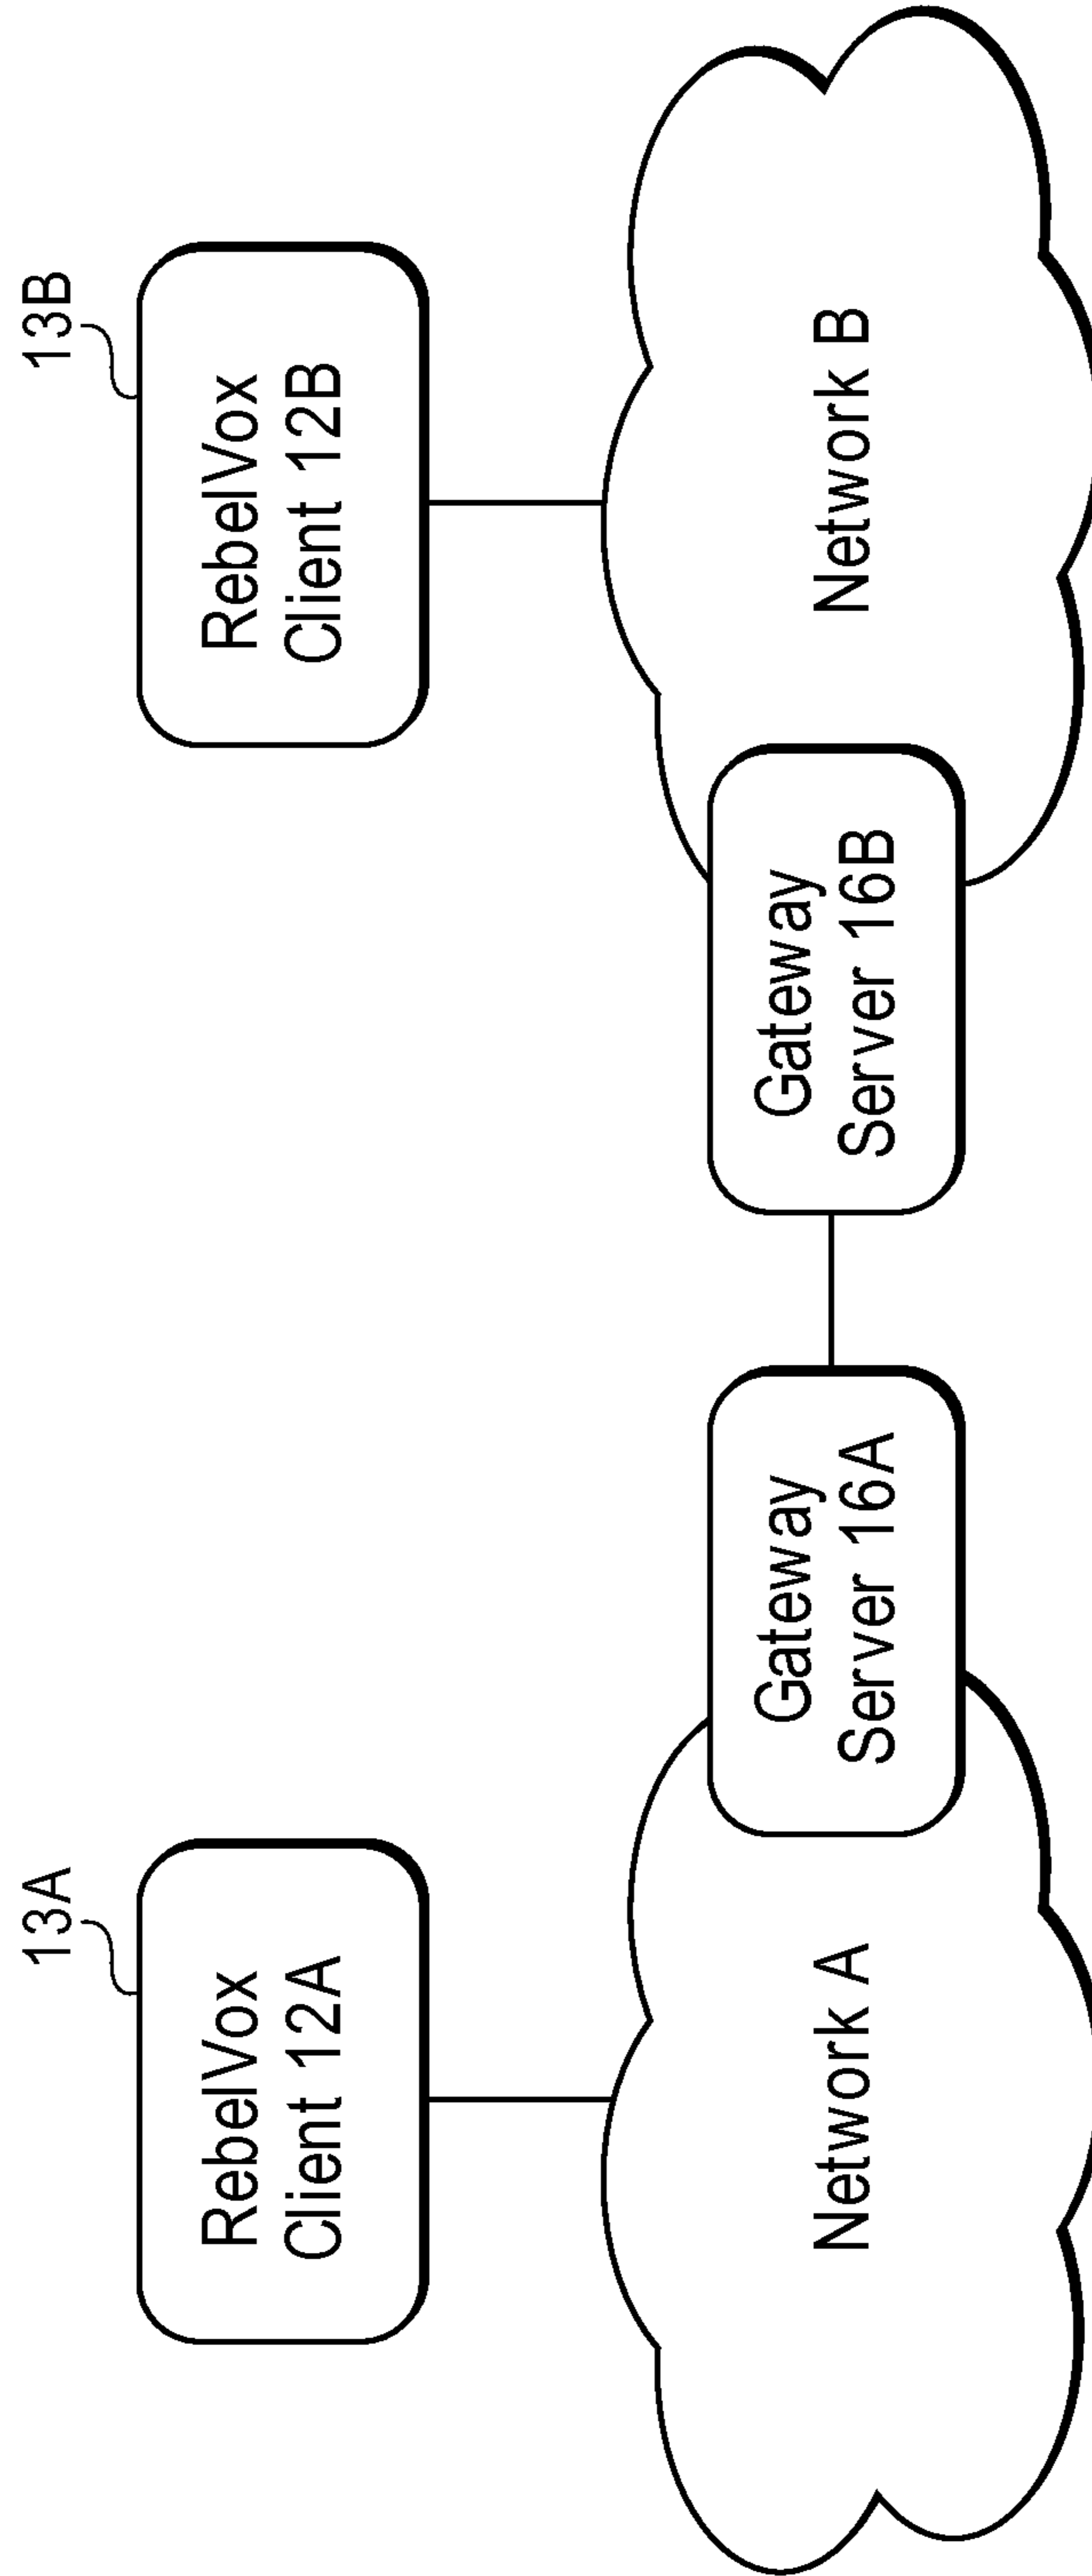 13A
RebelVox
Client 12A
13B
RebelVox
Client 12B
Network A
Gateway
Server 16A
Gateway
Server 16B
Network B